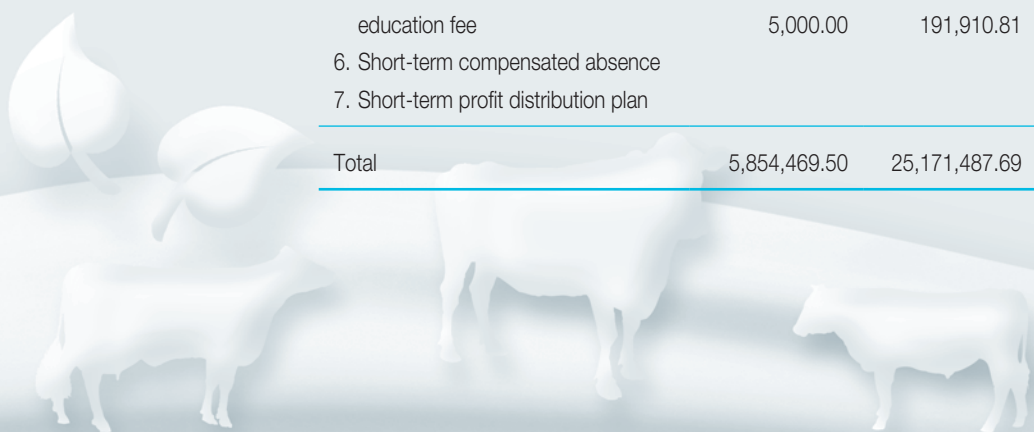 education fee 5,000.00 191,910.81
6. Short-term compensated absence
7. Short-term profit distribution plan
Total 5,854,469.50 25,171,487.69